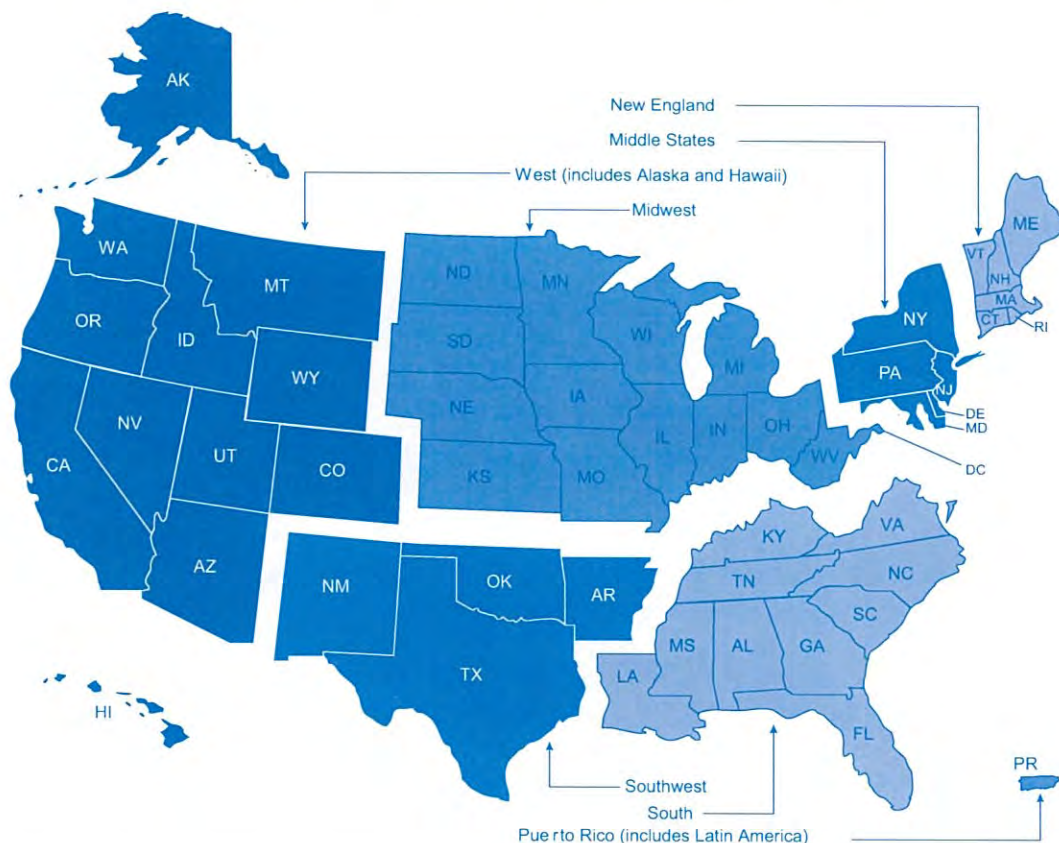 AK
New England
Middle States
West (includes Alaska and Hawaii)
Midwest
ME
WA
VT
ND
MN
NH
MT
MA
OR
NY
CT
RI
WI
ID
SD
WY
MI
PA
NJ
NE
IA
DE
NV
MD
OH
IL
IN
UT
CA
CO
WV
DC
KS
MO
VA
KY
AZ
NM
OK
TN
NC
AR
SC
MS
AL
GA
TX
LA
HI
FL
PR
Southwest
South
Puerto Rico (includes Latin America)